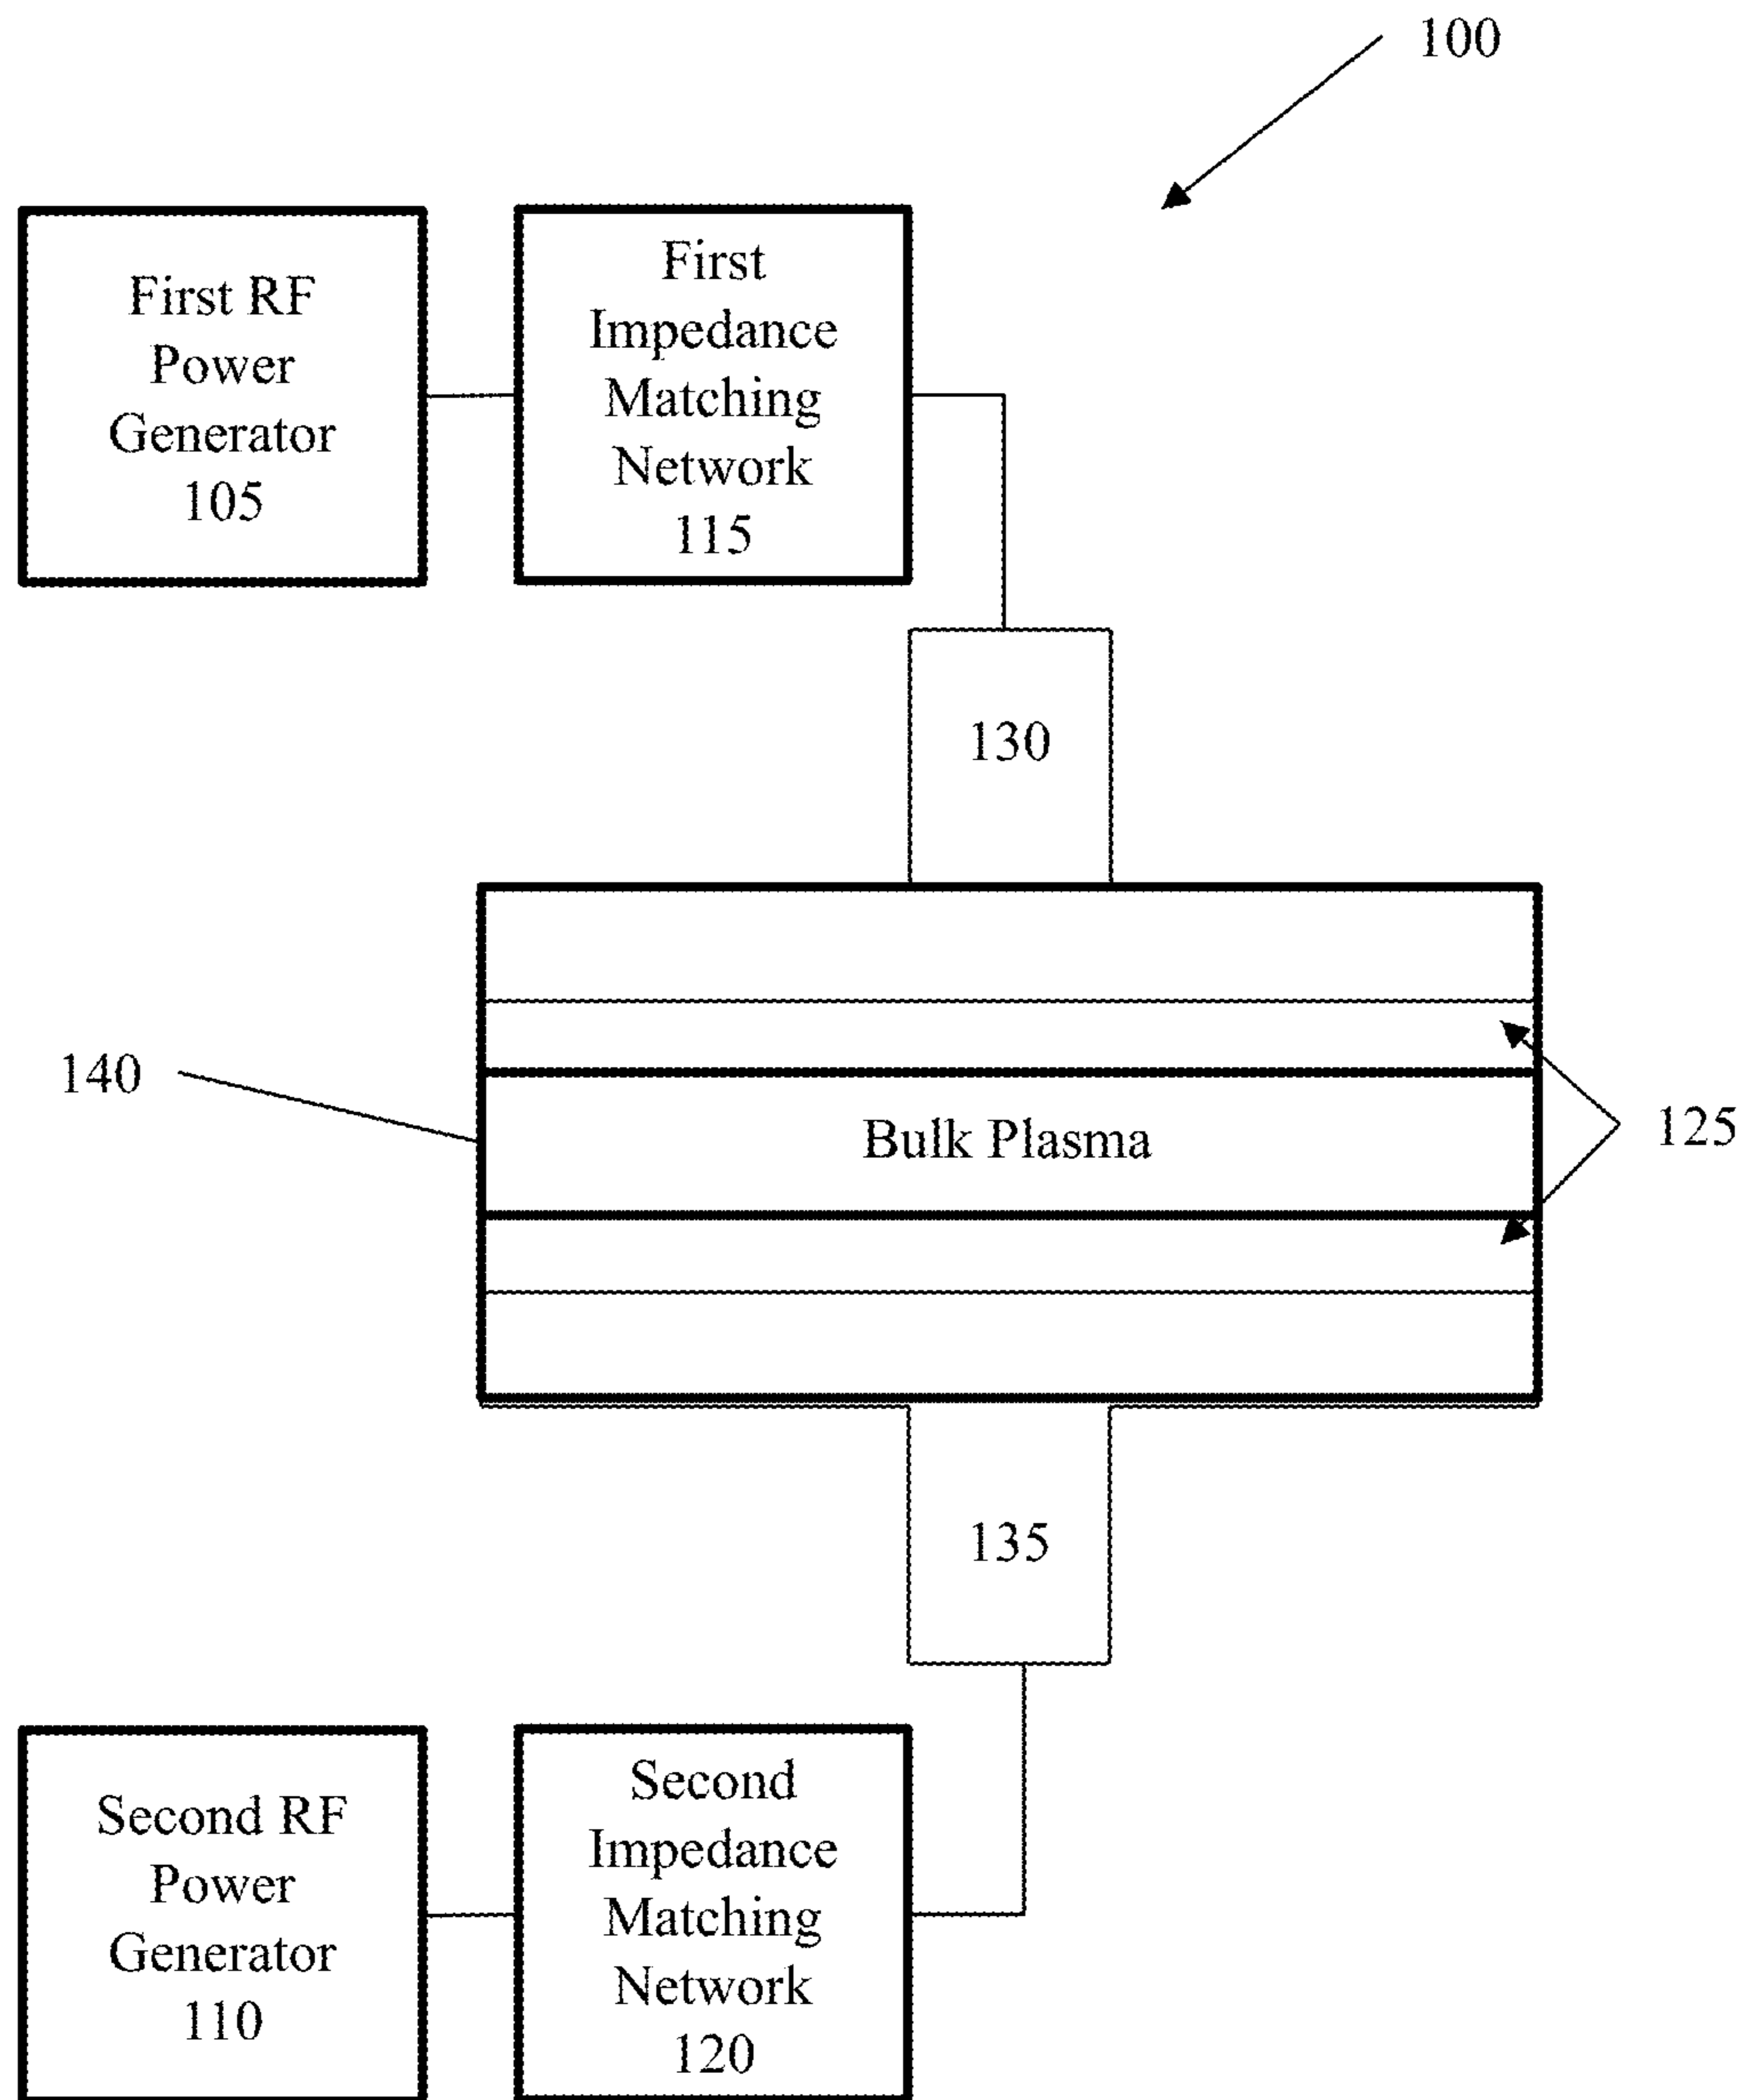 100
First RF
Power
Generator
105
First
Impedance
Matching
Network
115
130
140
Bulk Plasma
125
135
Second RF
Power
Generator
110
Second
Impedance
Matching
Network
120